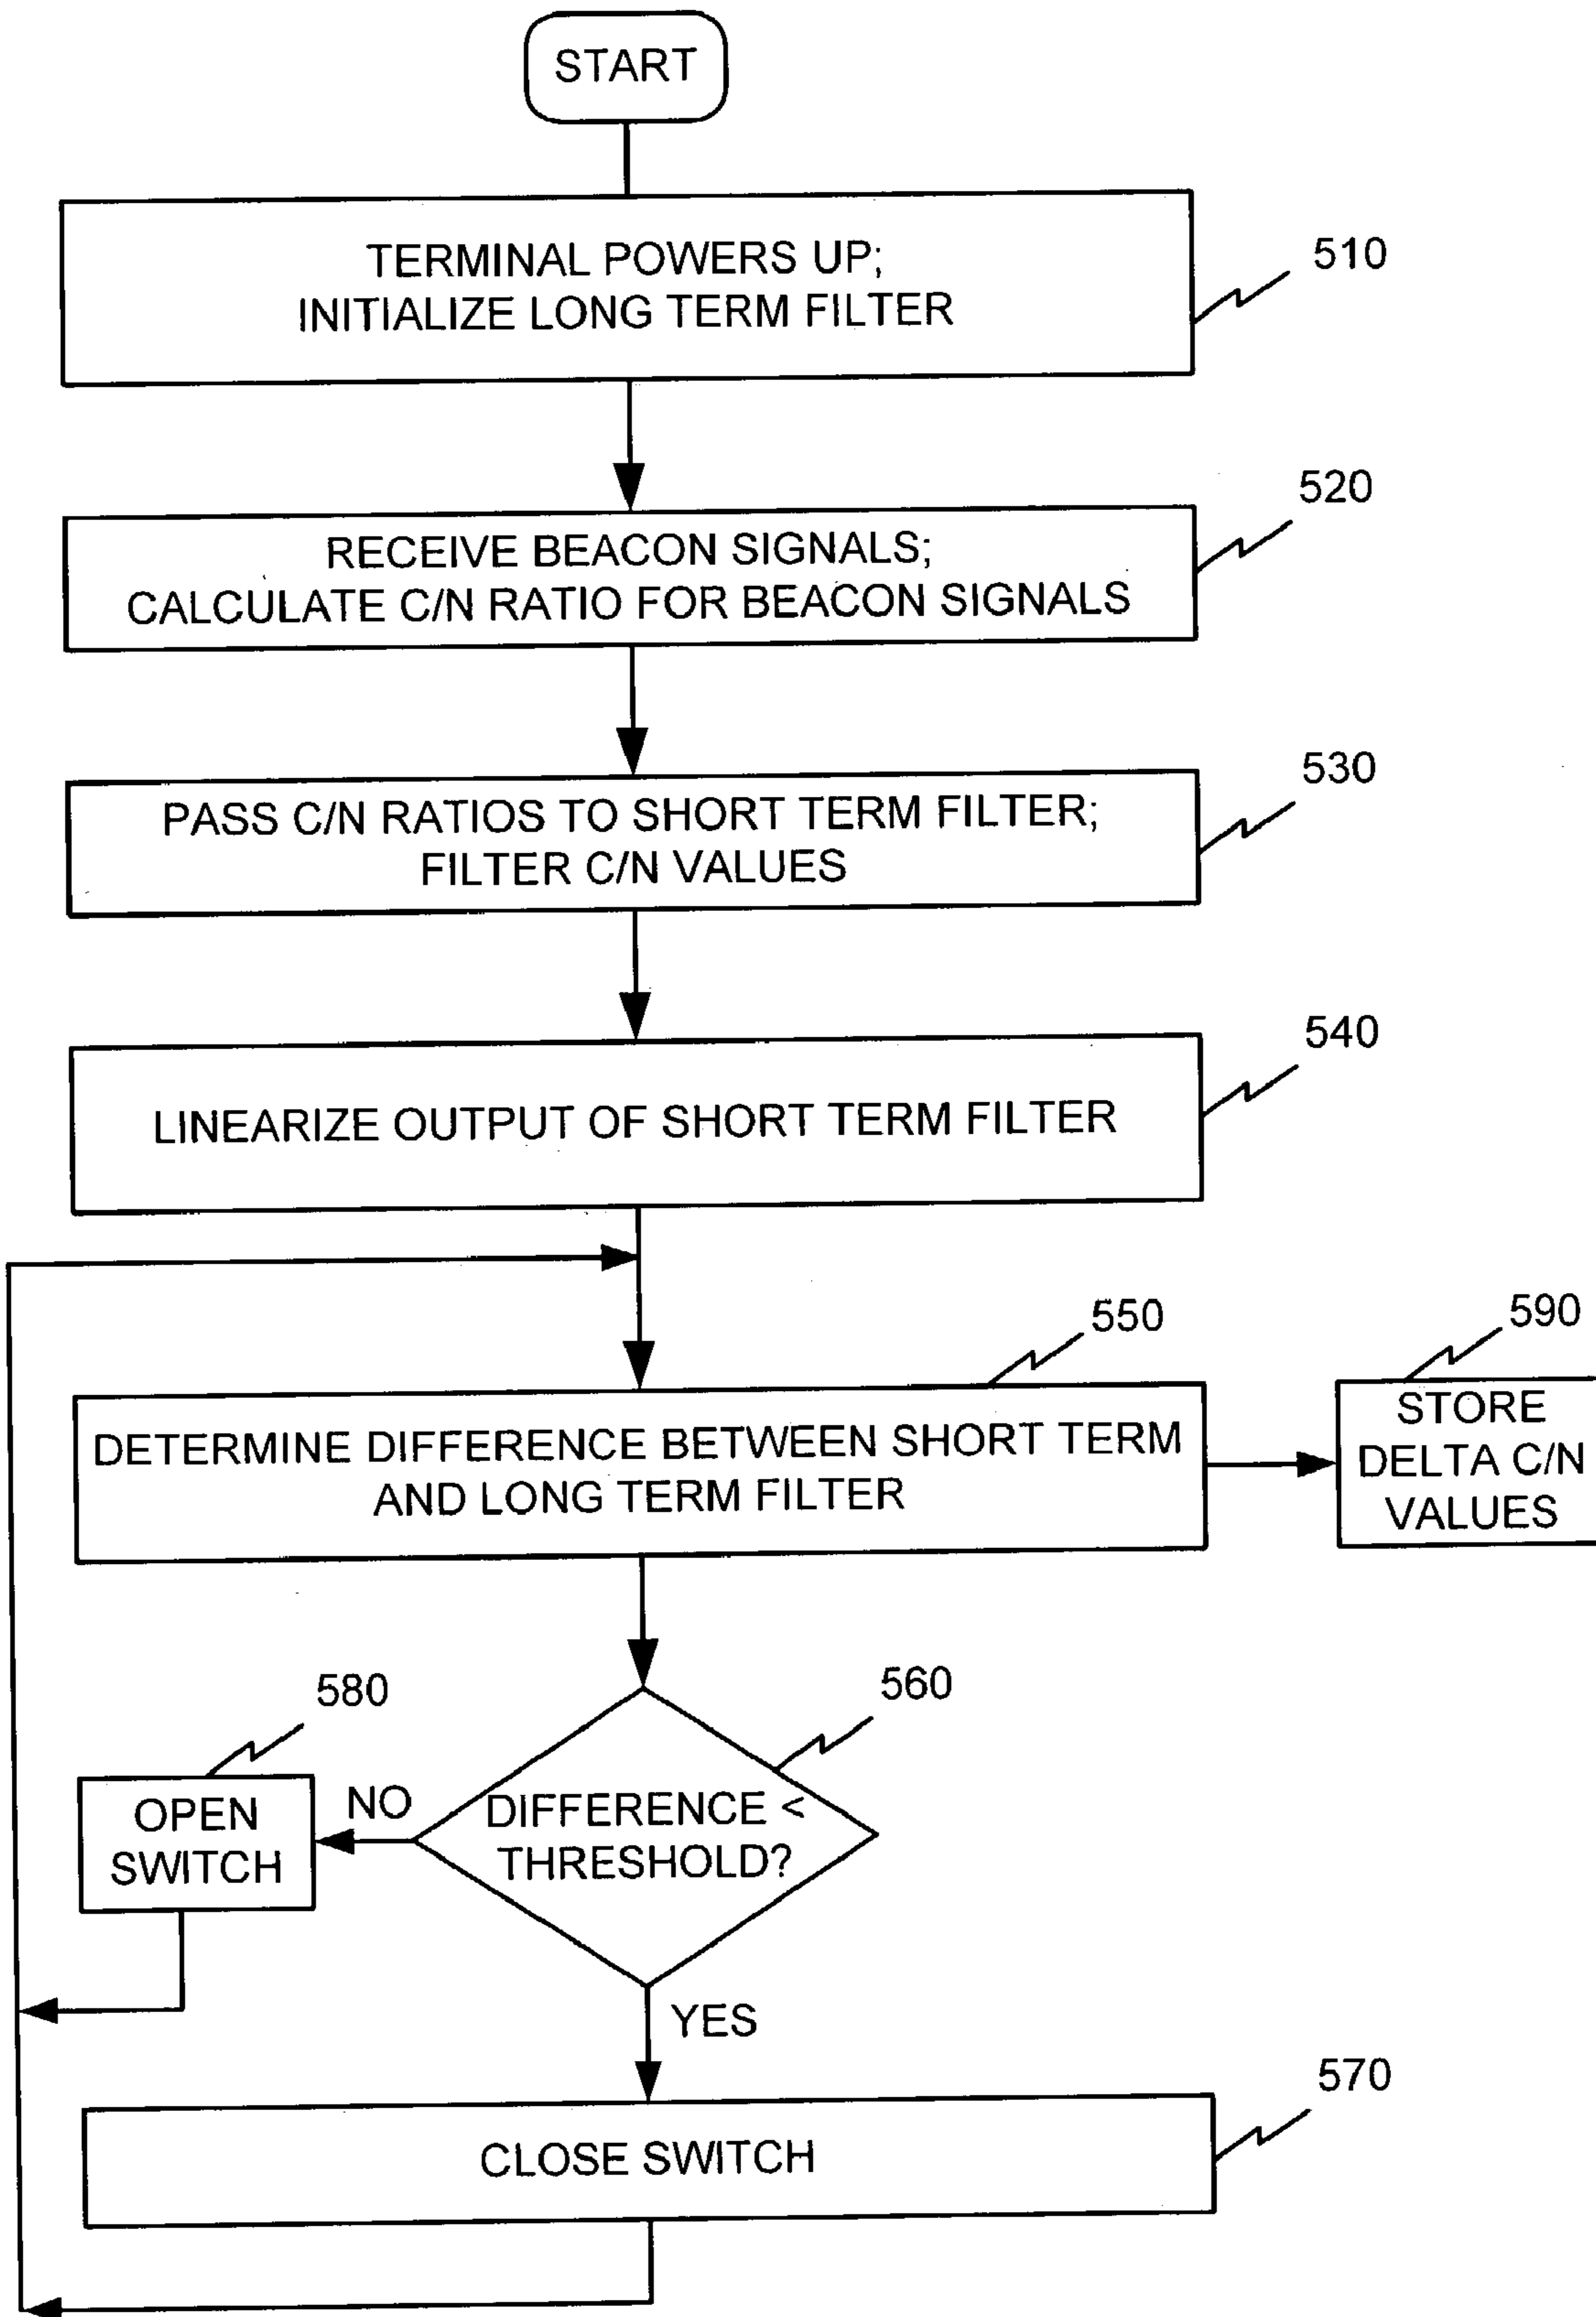 START
TERMINAL POWERS UP;
INITIALIZE LONG TERM FILTER
510
RECEIVE BEACON SIGNALS;
CALCULATE C/N RATIO FOR BEACON SIGNALS
520
PASS C/N RATIOS TO SHORT TERM FILTER;
FILTER C/N VALUES
530
LINEARIZE OUTPUT OF SHORT TERM FILTER
540
DETERMINE DIFFERENCE BETWEEN SHORT TERM
AND LONG TERM FILTER
550
STORE
DELTA C/N
VALUES
590
DIFFERENCE <
THRESHOLD?
560
NO
OPEN
SWITCH
580
YES
CLOSE SWITCH
570